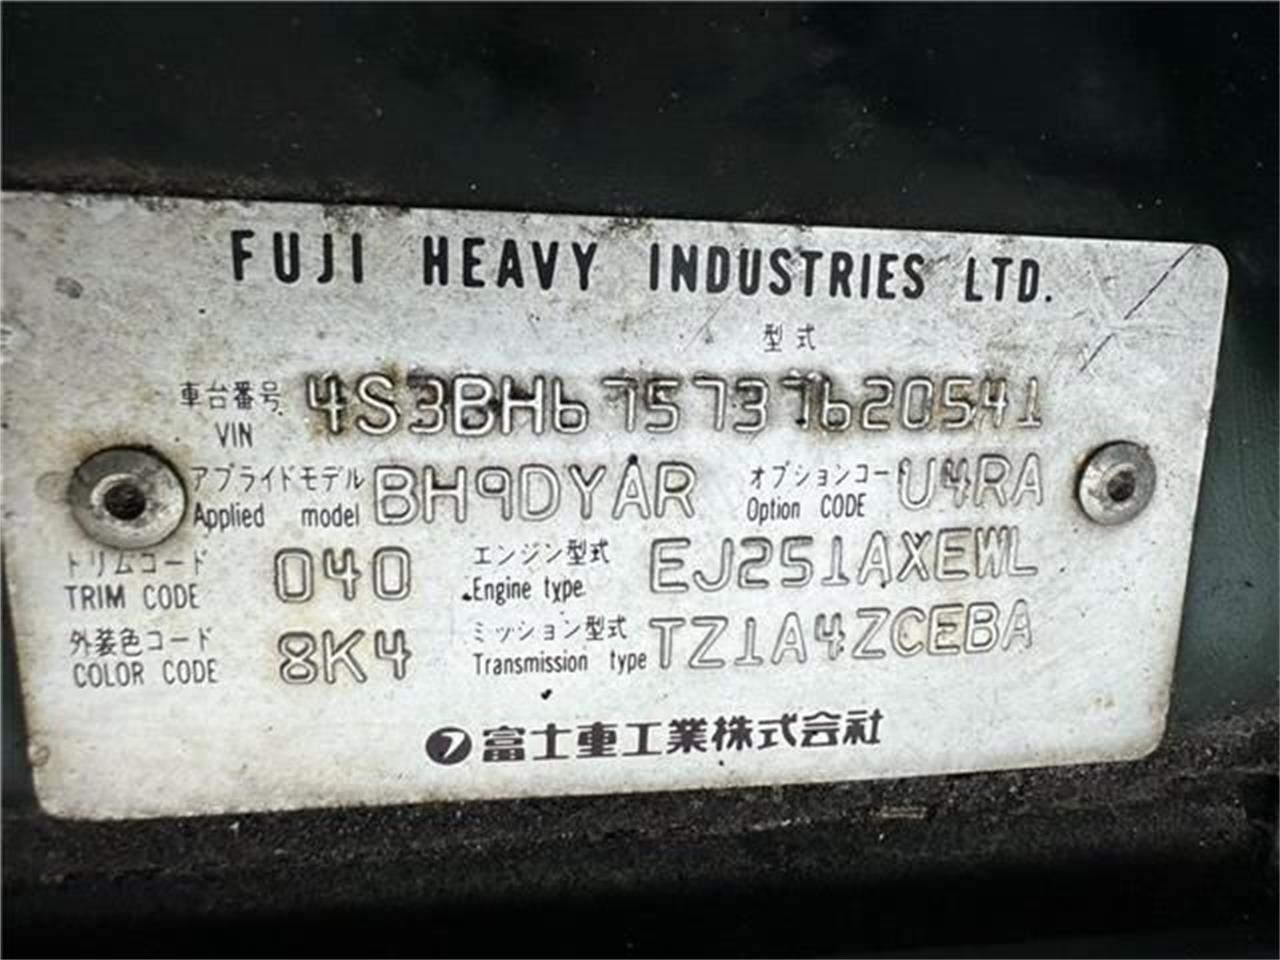 FUJI HEAVY INDUSTRIES LTD.
型式
車台番号 4S3BH675737620541
VIN
アプライドモデル BH9DYAR オプションコード U4RA
Applied model Option CODE
トリムコード 040 エンジン型式 EJ251AXEWL
TRIM CODE Engine type
外装色コード 8K4 ミッション型式 TZ1A4ZCEBA
COLOR CODE Transmission type
フ 富士重工業株式会社